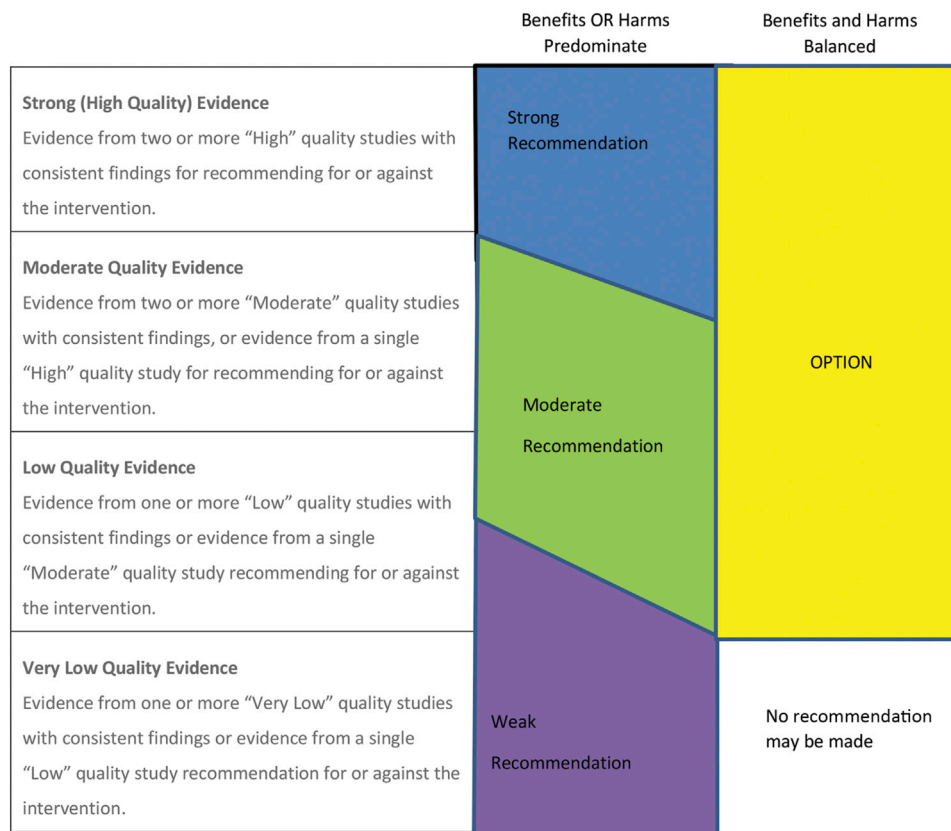 Benefits OR Harms
Predominate
Benefits and Harms
Balanced
Strong (High Quality) Evidence
Evidence from two or more “High” quality studies with
consistent findings for recommending for or against
the intervention.
Strong
Recommendation
Moderate Quality Evidence
Evidence from two or more “Moderate” quality studies
with consistent findings, or evidence from a single
“High” quality study for recommending for or against
the intervention.
Moderate
Recommendation
OPTION
Low Quality Evidence
Evidence from one or more “Low” quality studies with
consistent findings or evidence from a single
“Moderate” quality study recommending for or against
the intervention.
Very Low Quality Evidence
Evidence from one or more “Very Low” quality studies
with consistent findings or evidence from a single
“Low” quality study recommendation for or against the
intervention.
Weak
Recommendation
No recommendation
may be made